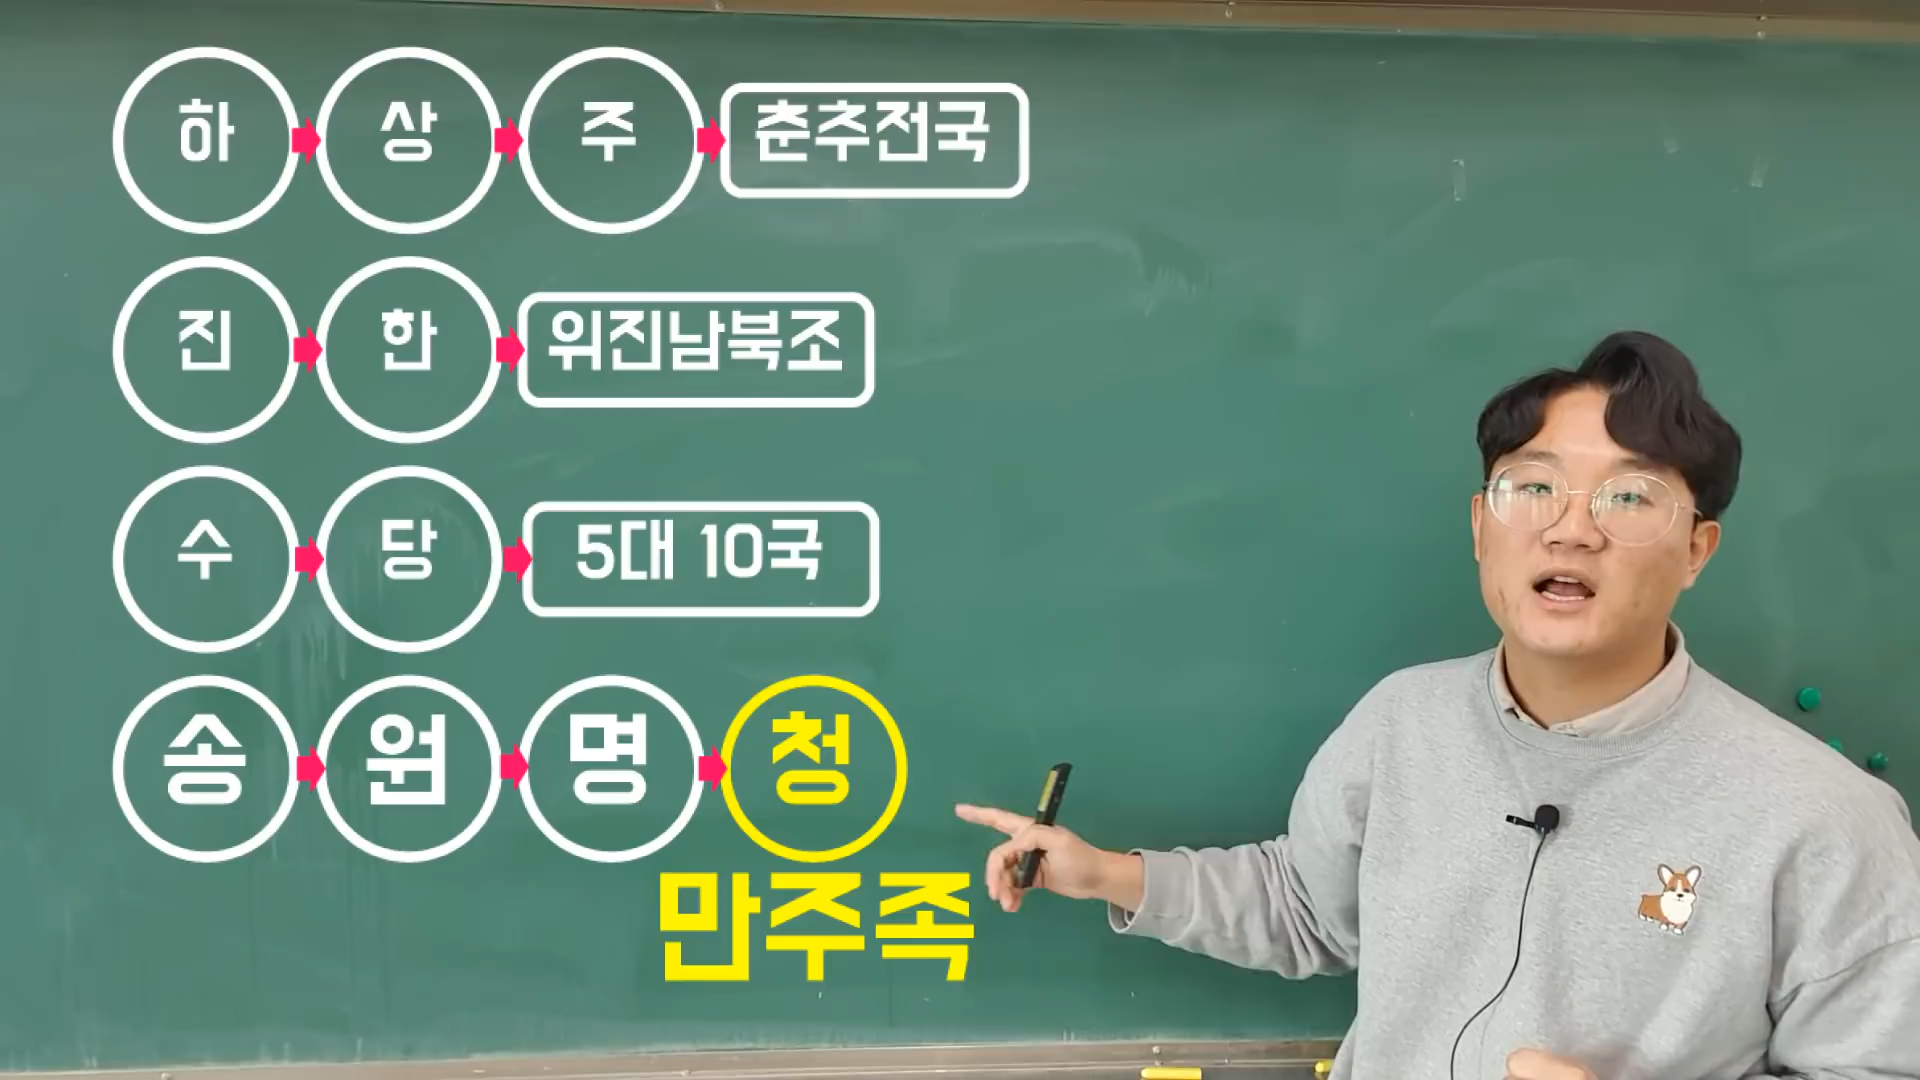 하 상 주 춘추전국
진 한 위진남북조
수 당 5대 10국
송 원 명 청
만주족